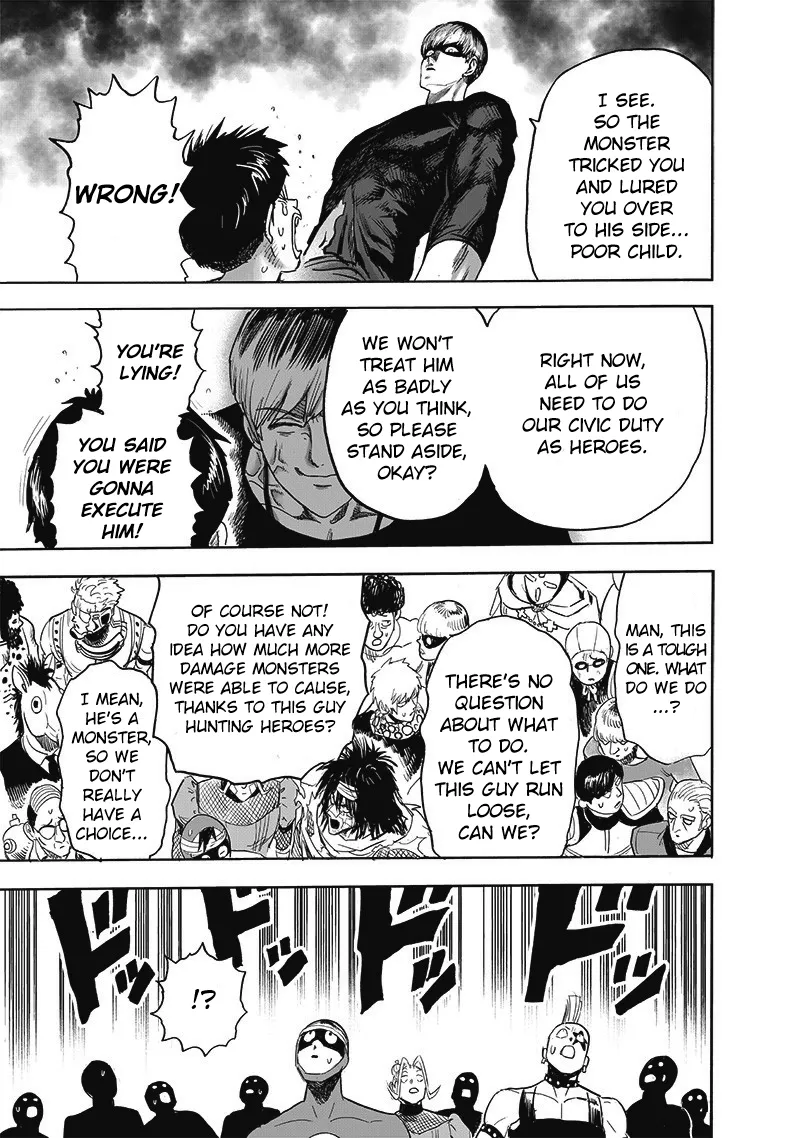 I SEE.
SO THE
MONSTER
TRICKED YOU
AND LURED
YOU OVER
TO HIS SIDE...
POOR CHILD.
WRONG!
RIGHT NOW,
ALL OF US
NEED TO DO
OUR CIVIC DUTY
AS HEROES.
WE WON'T
TREAT HIM
AS BADLY
AS YOU THINK,
SO PLEASE
STAND ASIDE,
OKAY?
YOU'RE
LYING!
YOU SAID
YOU WERE
GONNA
EXECUTE
HIM!
MAN, THIS
IS A TOUGH
ONE. WHAT
DO WE DO
...?
THERE'S NO
QUESTION
ABOUT WHAT
TO DO.
WE CAN'T LET
THIS GUY RUN
LOOSE,
CAN WE?
OF COURSE NOT!
DO YOU HAVE ANY
IDEA HOW MUCH MORE
DAMAGE MONSTERS
WERE ABLE TO CAUSE,
THANKS TO THIS GUY
HUNTING HEROES?
I MEAN,
HE'S A
MONSTER,
SO WE
DON'T
REALLY
HAVE A
CHOICE...
ドドドド
!?